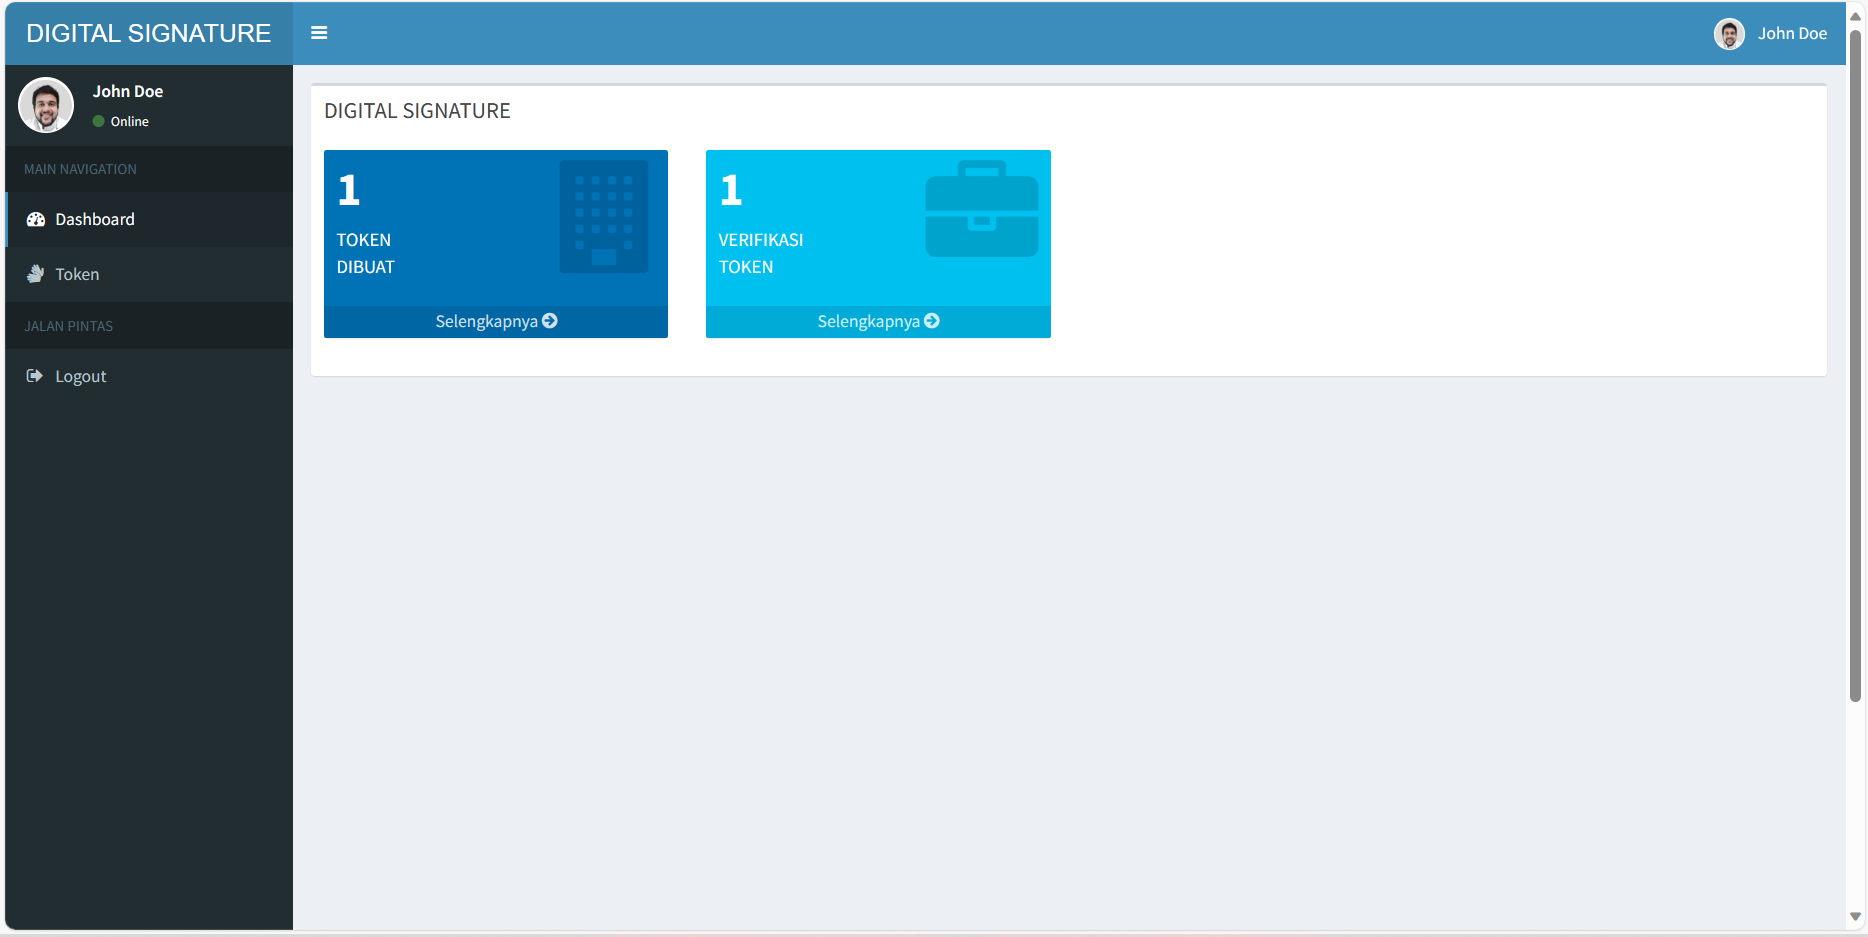 DIGITAL SIGNATURE
John Doe
John Doe
Online
MAIN NAVIGATION
Dashboard
Token
JALAN PINTAS
Logout
DIGITAL SIGNATURE
1
TOKEN
DIBUAT
Selengkapnya
1
VERIFIKASI
TOKEN
Selengkapnya